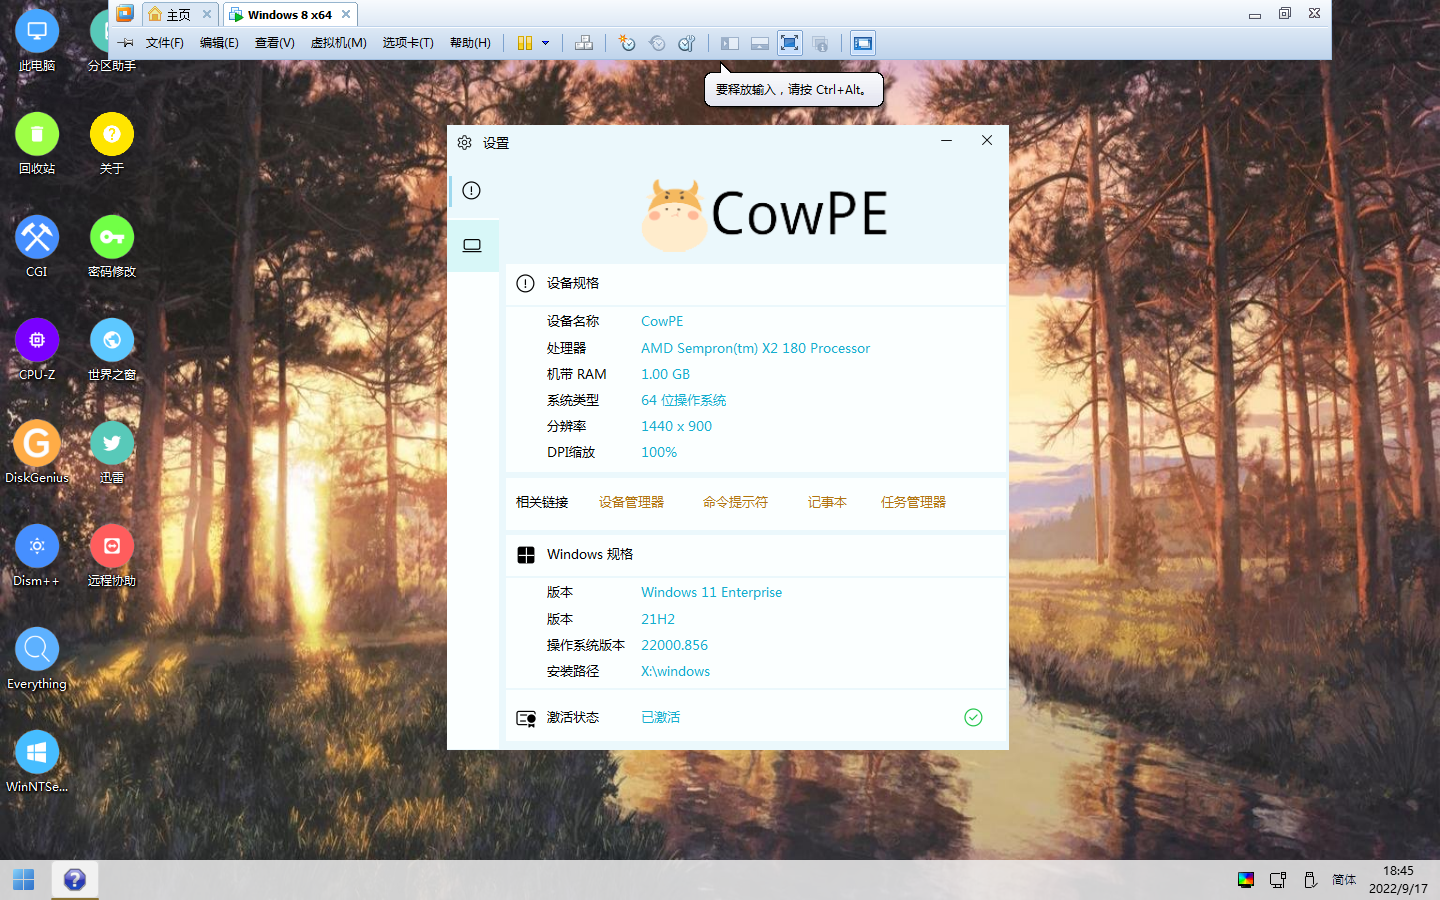 主页
Windows 8 x64
文件(F) 编辑(E) 查看(V) 虚拟机(M) 选项卡(T) 帮助(H)
要释放输入，请按 Ctrl+Alt。
此电脑
分区助手
回收站
关于
CGI
密码修改
CPU-Z
世界之窗
DiskGenius
迅雷
Dism++
远程协助
Everything
WinNTSe...
设置
CowPE
设备规格
设备名称 CowPE
处理器 AMD Sempron(tm) X2 180 Processor
机带 RAM 1.00 GB
系统类型 64 位操作系统
分辨率 1440 x 900
DPI缩放 100%
相关链接 设备管理器 命令提示符 记事本 任务管理器
Windows 规格
版本 Windows 11 Enterprise
版本 21H2
操作系统版本 22000.856
安装路径 X:\windows
激活状态 已激活
简体
18:45
2022/9/17